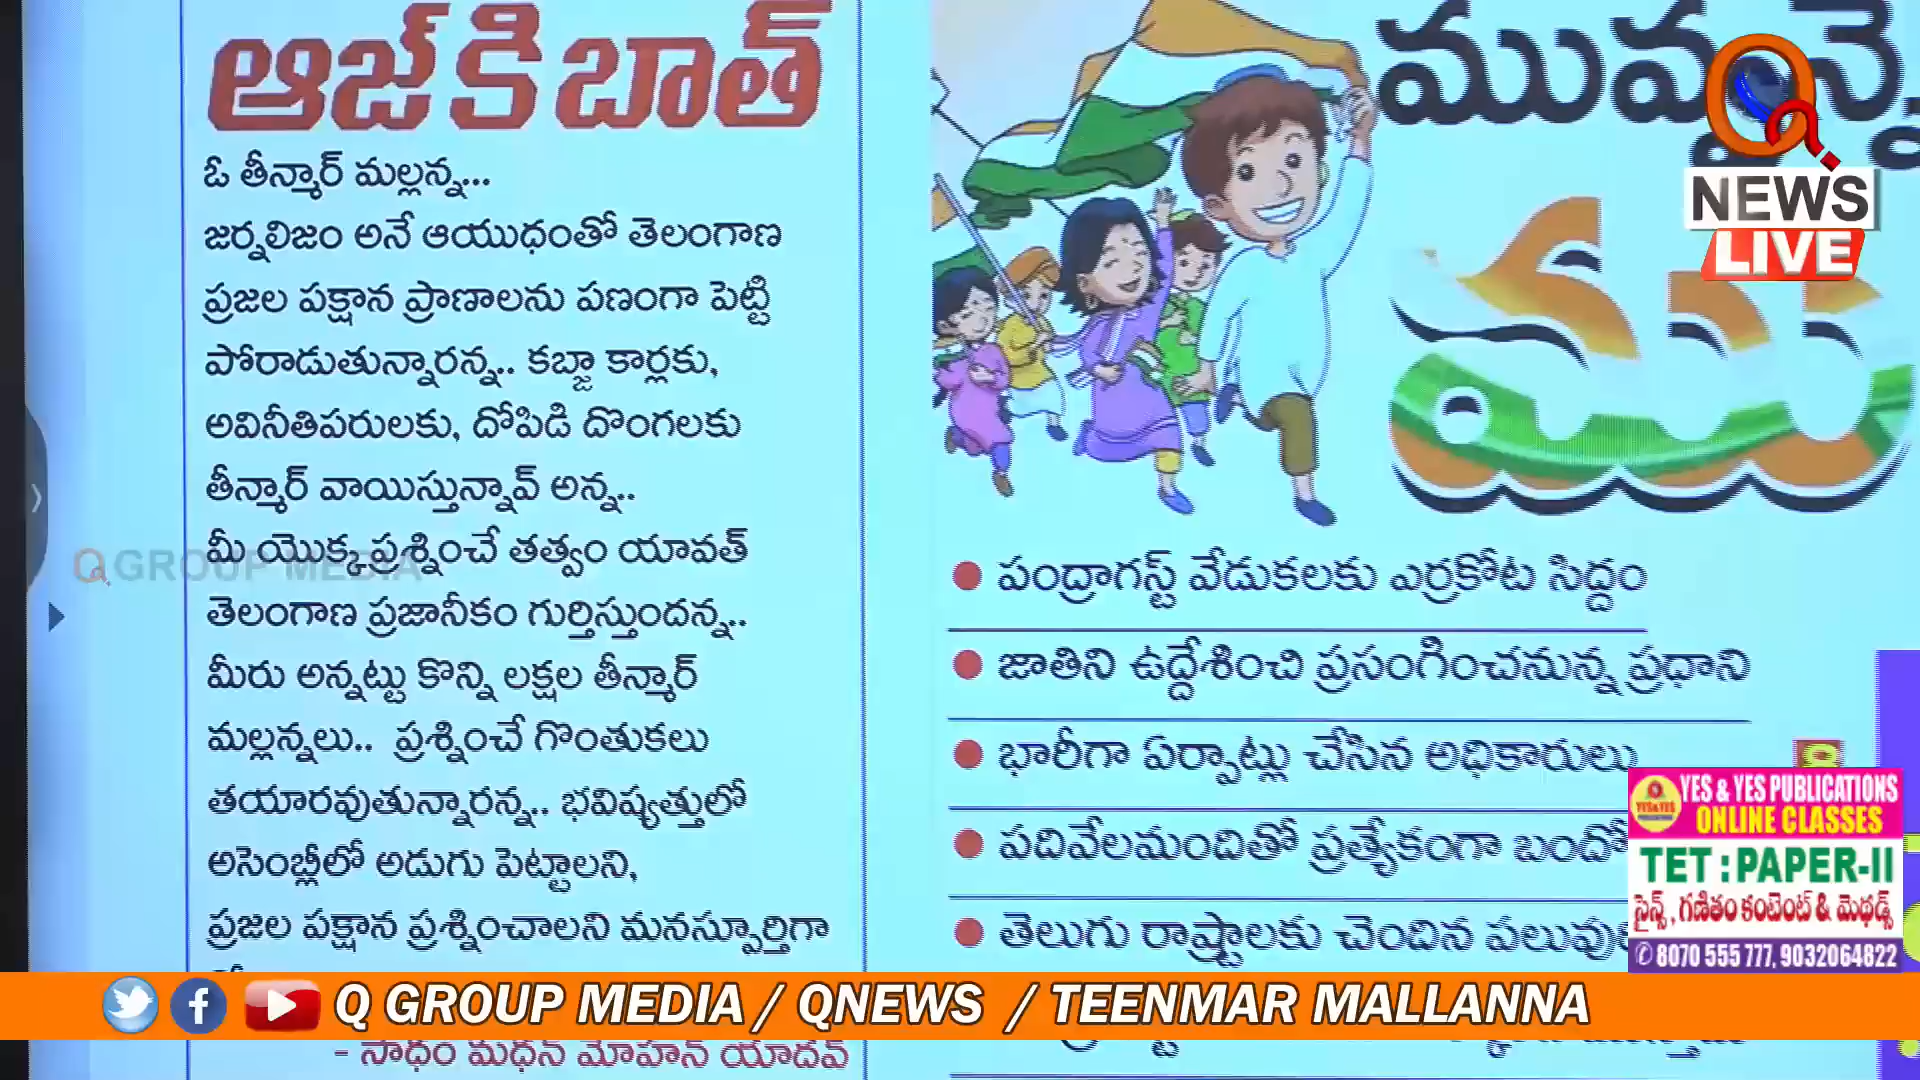 ఆజ్ కి బాత్
ఓ తీన్మార్ మల్లన్న...
జర్నలిజం అనే ఆయుధంతో తెలంగాణ
ప్రజల పక్షాన ప్రాణాలను పణంగా పెట్టి
పోరాడుతున్నారన్న.. కబ్జా కార్లకు,
అవినీతిపరులకు, దోపిడి దొంగలకు
తీన్మార్ వాయిస్తున్నావ్ అన్న..
మీ యొక్క ప్రశ్నించే తత్వం యావత్
తెలంగాణ ప్రజానీకం గుర్తిస్తుందన్న..
మీరు అన్నట్టు కొన్ని లక్షల తీన్మార్
మల్లన్నలు.. ప్రశ్నించే గొంతుకలు
తయారవుతున్నారన్న.. భవిష్యత్తులో
అసెంబ్లీలో అడుగు పెట్టాలని,
ప్రజల పక్షాన ప్రశ్నించాలని మనస్పూర్తిగా
- సాధం మధన్ మోహన్ యాదవ్
Q GROUP MEDIA
పంద్రాగస్ట్ వేడుకలకు ఎర్రకోట సిద్దం
జాతిని ఉద్దేశించి ప్రసంగించనున్న ప్రధాని
భారీగా ఏర్పాట్లు చేసిన అధికారులు
పదివేలమందితో ప్రత్యేకంగా బందో
తెలుగు రాష్ట్రాలకు చెందిన
Q
NEWS
LIVE
YES & YES PUBLICATIONS
ONLINE CLASSES
TET : PAPER-II
సైన్స్, గణితం కంటెంట్ & మెథడ్స్
8070 555 777, 9032064822
Q GROUP MEDIA / QNEWS / TEENMAR MALLANNA